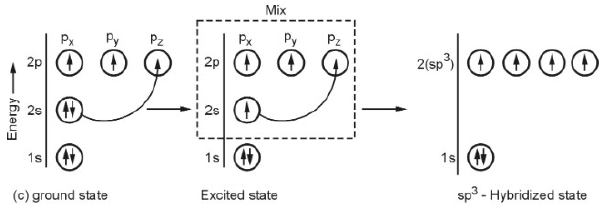 Mix
px py pz px py pz
2p 2p 2(sp³)
Energy
2s 2s
1s 1s 1s
(c) ground state Excited state sp³ - Hybridized state